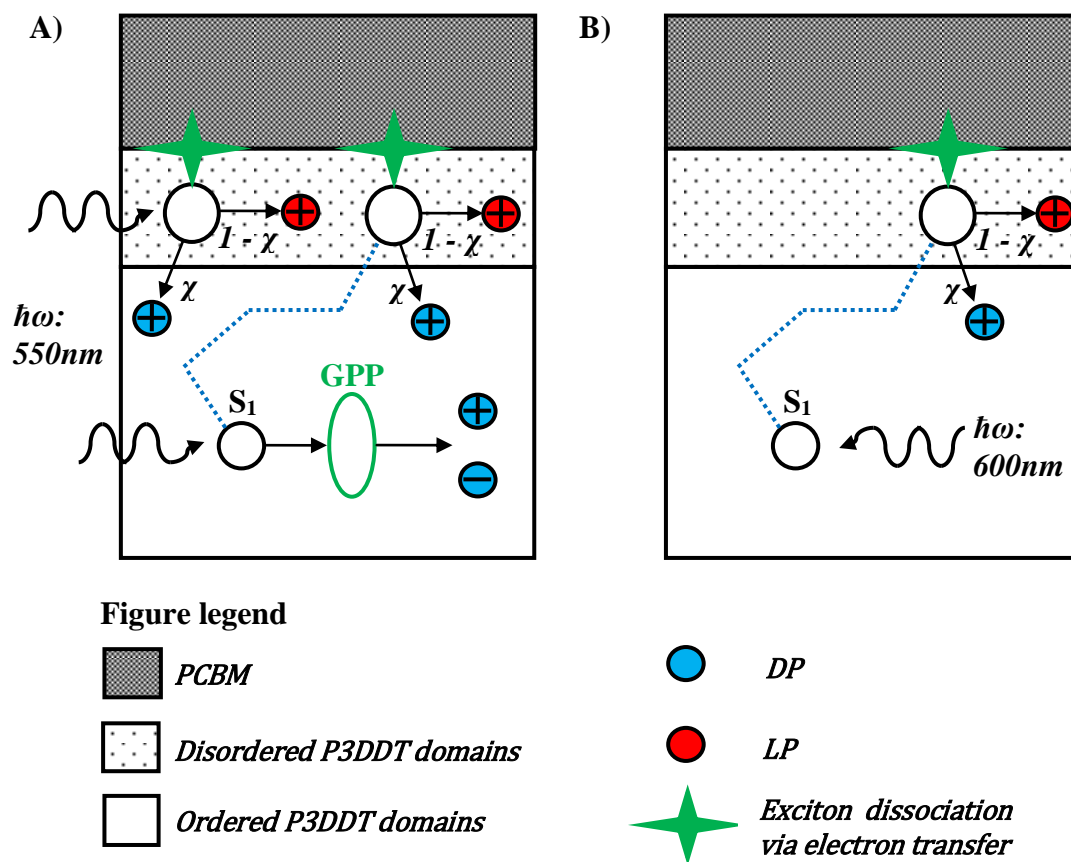 A)
B)
1 - χ
1 - χ
1 - χ
χ
χ
χ
ħω:
550nm
GPP
S₁
S₁
ħω:
600nm
Figure legend
PCBM
DP
Disordered P3DDT domains
LP
Ordered P3DDT domains
Exciton dissociation
via electron transfer